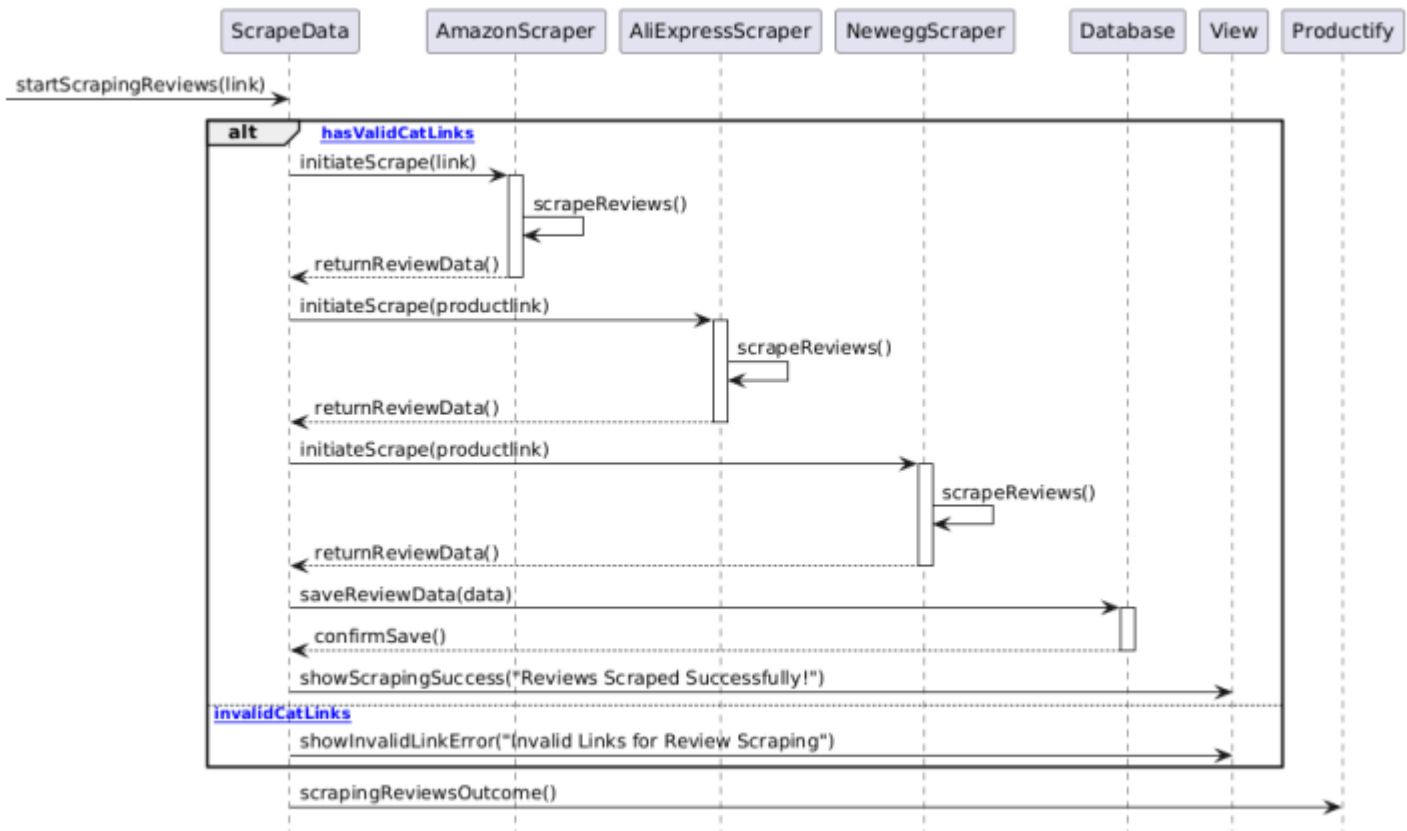 ScrapeData AmazonScraper AliExpressScraper NeweggScraper Database View Productify
startScrapingReviews(link)
alt hasValidCatLinks
initiateScrape(link)
scrapeReviews()
returnReviewData()
initiateScrape(productlink)
scrapeReviews()
returnReviewData()
initiateScrape(productlink)
scrapeReviews()
returnReviewData()
saveReviewData(data)
confirmSave()
showScrapingSuccess("Reviews Scraped Successfully!")
invalidCatLinks
showInvalidLinkError("Invalid Links for Review Scraping")
scrapingReviewsOutcome()